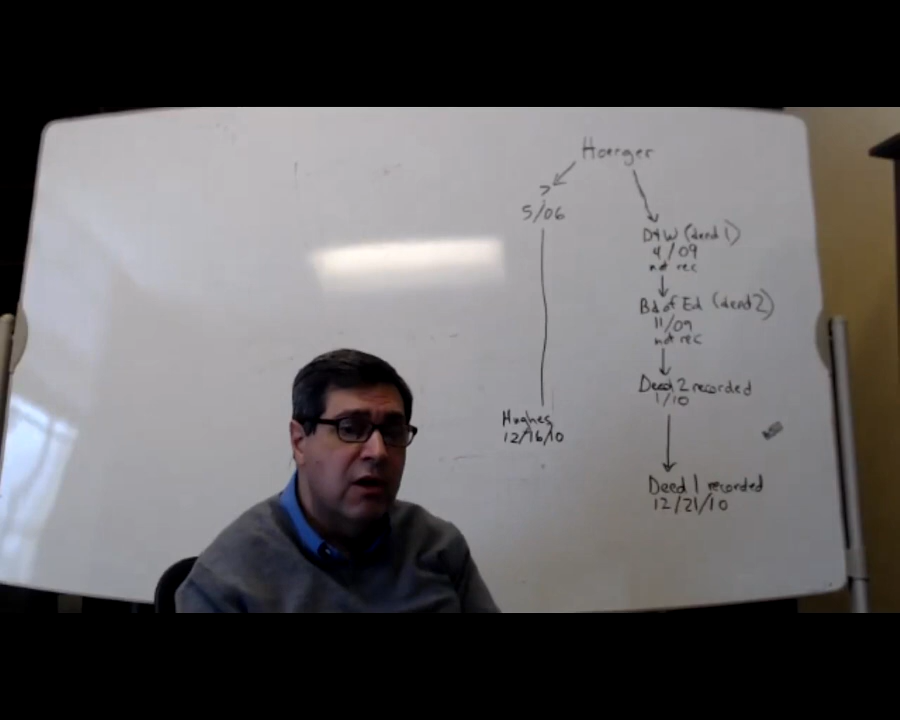 Hoerger
?
5/06
D+W (deed 1)
4/09
not rec
Bd of Ed (deed 2)
11/09
not rec
Deed 2 recorded
1/10
Hughes
12/16/10
Deed 1 recorded
12/21/10